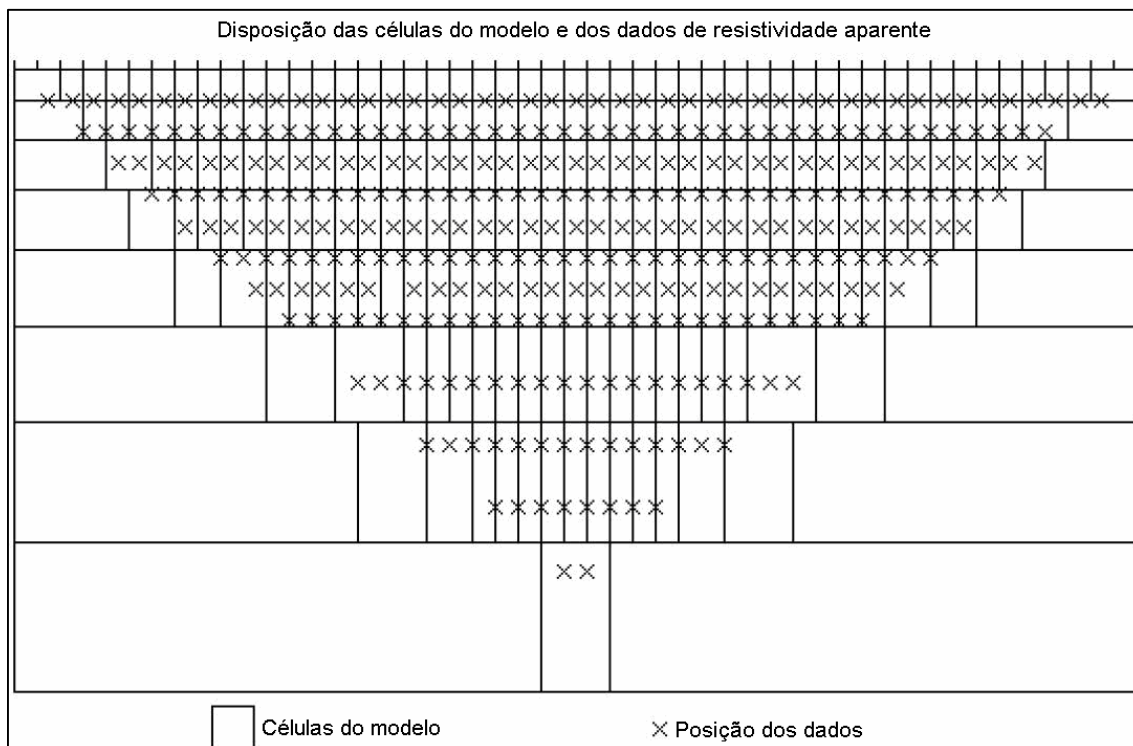 Disposição das células do modelo e dos dados de resistividade aparente
Células do modelo
Posição dos dados